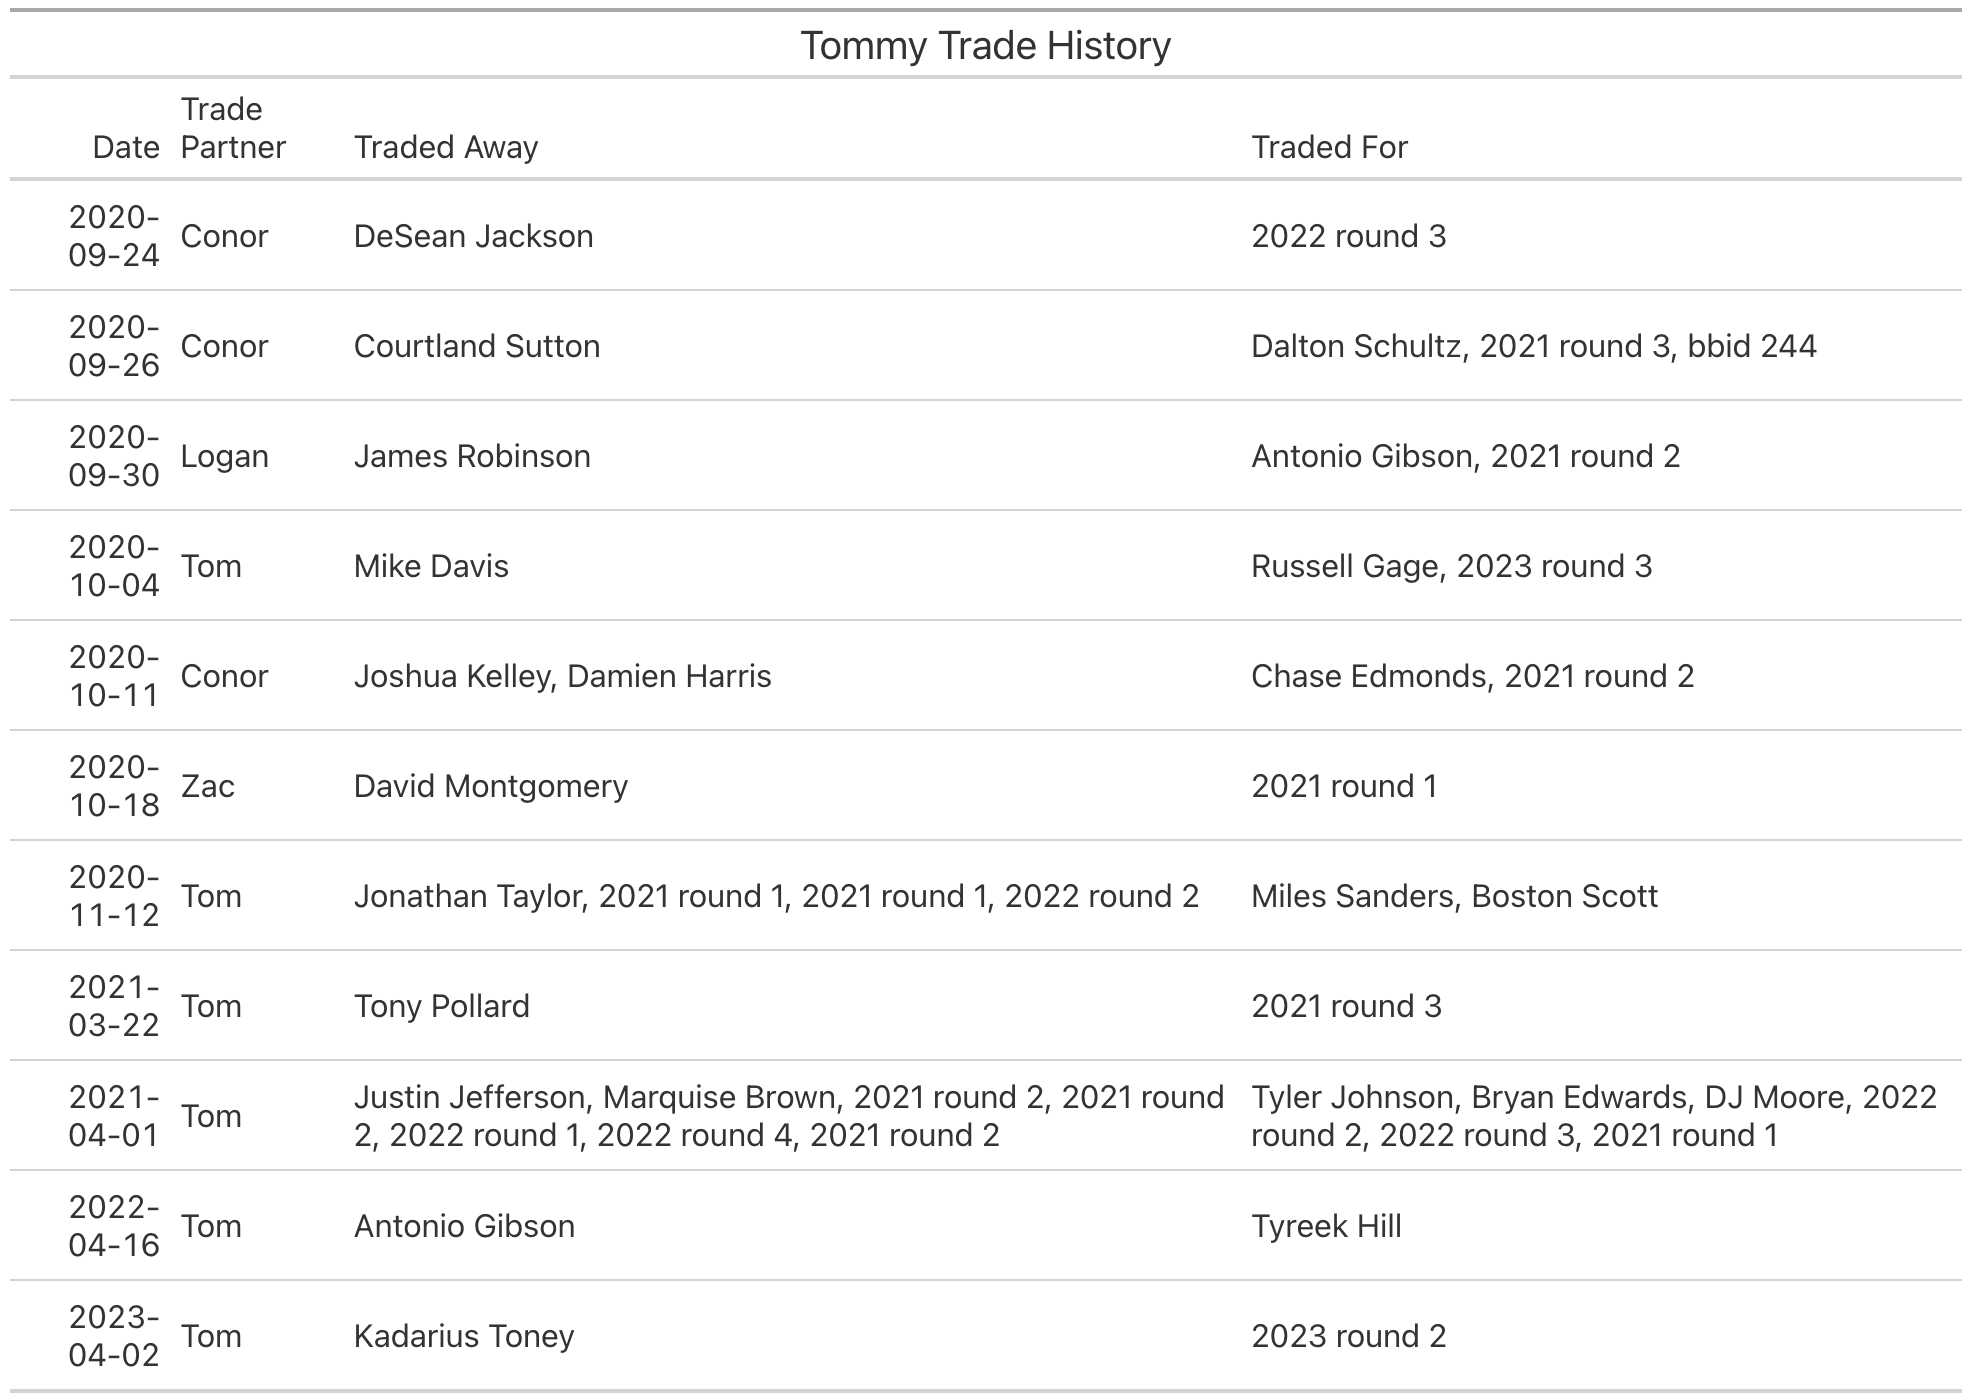 Tommy Trade History
Date Trade Partner Traded Away Traded For
2020-09-24 Conor DeSean Jackson 2022 round 3
2020-09-26 Conor Courtland Sutton Dalton Schultz, 2021 round 3, bbid 244
2020-09-30 Logan James Robinson Antonio Gibson, 2021 round 2
2020-10-04 Tom Mike Davis Russell Gage, 2023 round 3
2020-10-11 Conor Joshua Kelley, Damien Harris Chase Edmonds, 2021 round 2
2020-10-18 Zac David Montgomery 2021 round 1
2020-11-12 Tom Jonathan Taylor, 2021 round 1, 2021 round 1, 2022 round 2 Miles Sanders, Boston Scott
2021-03-22 Tom Tony Pollard 2021 round 3
2021-04-01 Tom Justin Jefferson, Marquise Brown, 2021 round 2, 2021 round 2, 2022 round 1, 2022 round 4, 2021 round 2 Tyler Johnson, Bryan Edwards, DJ Moore, 2022 round 2, 2022 round 3, 2021 round 1
2022-04-16 Tom Antonio Gibson Tyreek Hill
2023-04-02 Tom Kadarius Toney 2023 round 2